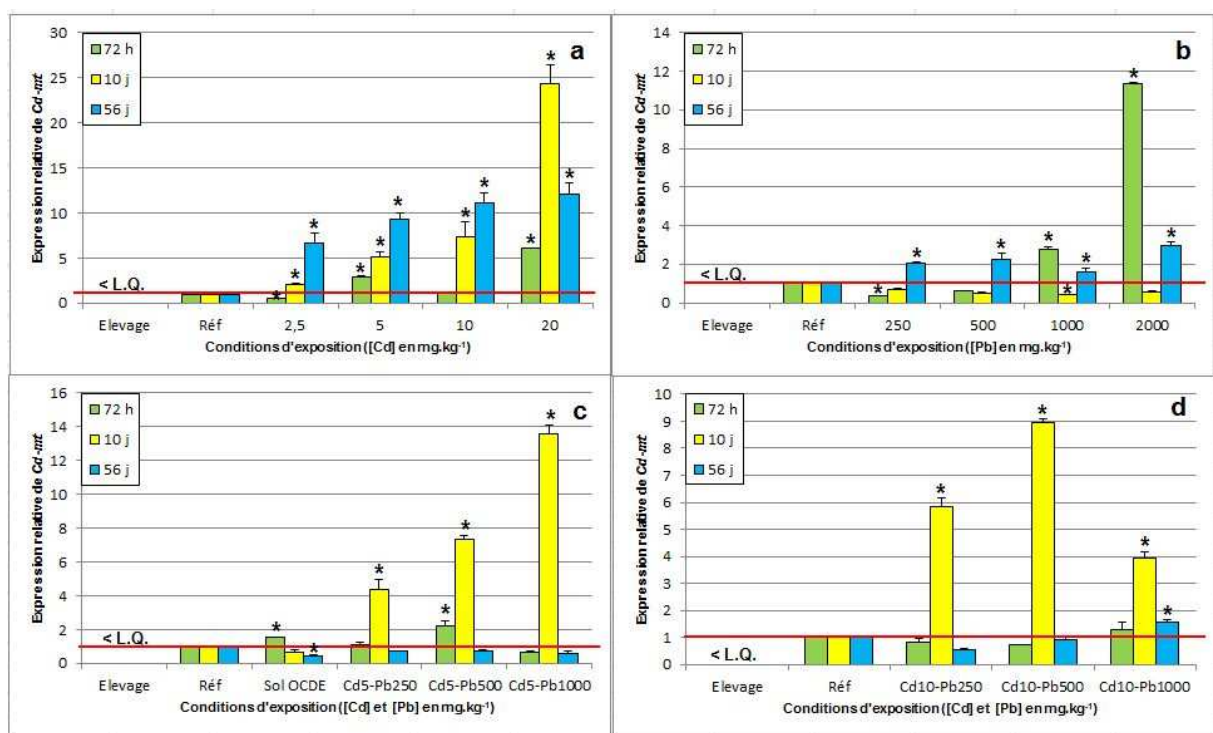 a
Expression relative de Cd-mt
30
25
20
15
10
5
0
72 h
10 j
56 j
< L.Q.
* * * * * * * * * * *
Elevage Réf 2,5 5 10 20
Conditions d'exposition ([Cd] en mg.kg-1)
b
Expression relative de Cd-mt
14
12
10
8
6
4
2
0
72 h
10 j
56 j
< L.Q.
* * * * * * * *
Elevage Réf 250 500 1000 2000
Conditions d'exposition ([Pb] en mg.kg-1)
c
Expression relative de Cd-mt
16
14
12
10
8
6
4
2
0
72 h
10 j
56 j
< L.Q.
* * * * * *
Elevage Réf Sol OCDE Cd5-Pb250 Cd5-Pb500 Cd5-Pb1000
Conditions d'exposition ([Cd] et [Pb] en mg.kg-1)
d
Expression relative de Cd-mt
10
9
8
7
6
5
4
3
2
1
0
72 h
10 j
56 j
< L.Q.
* * * *
Elevage Réf Cd10-Pb250 Cd10-Pb500 Cd10-Pb1000
Conditions d'exposition ([Cd] et [Pb] en mg.kg-1)